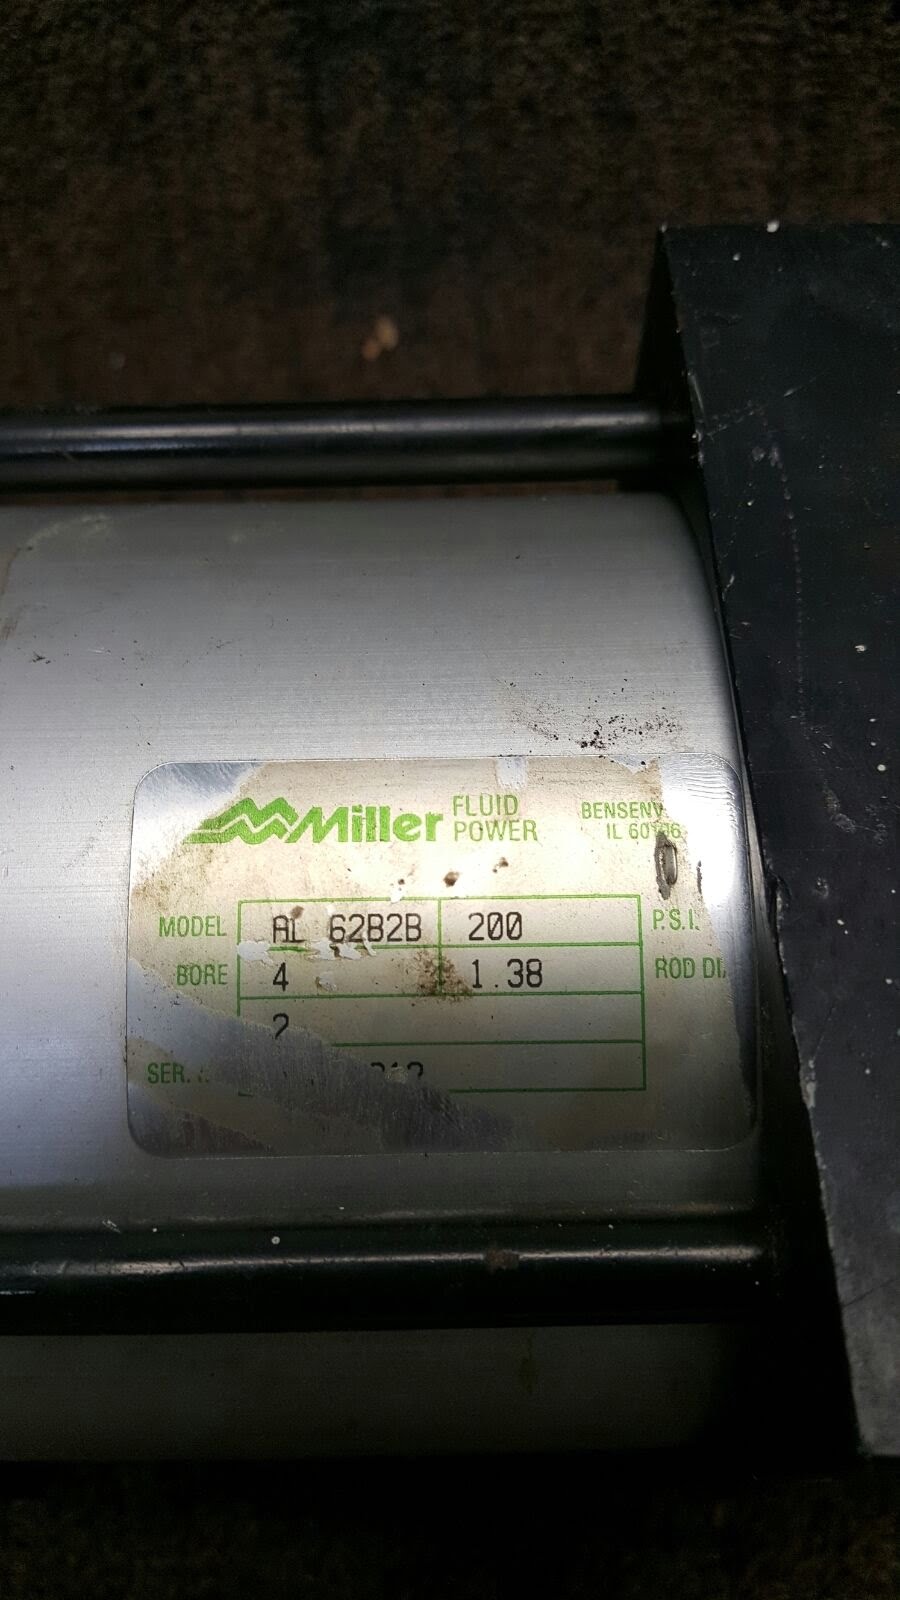 Miller FLUID POWER
BENSENV
IL 60
MODEL AL 62B2B 200 P.S.I.
BORE 4 1.38 ROD DI
2
SER.